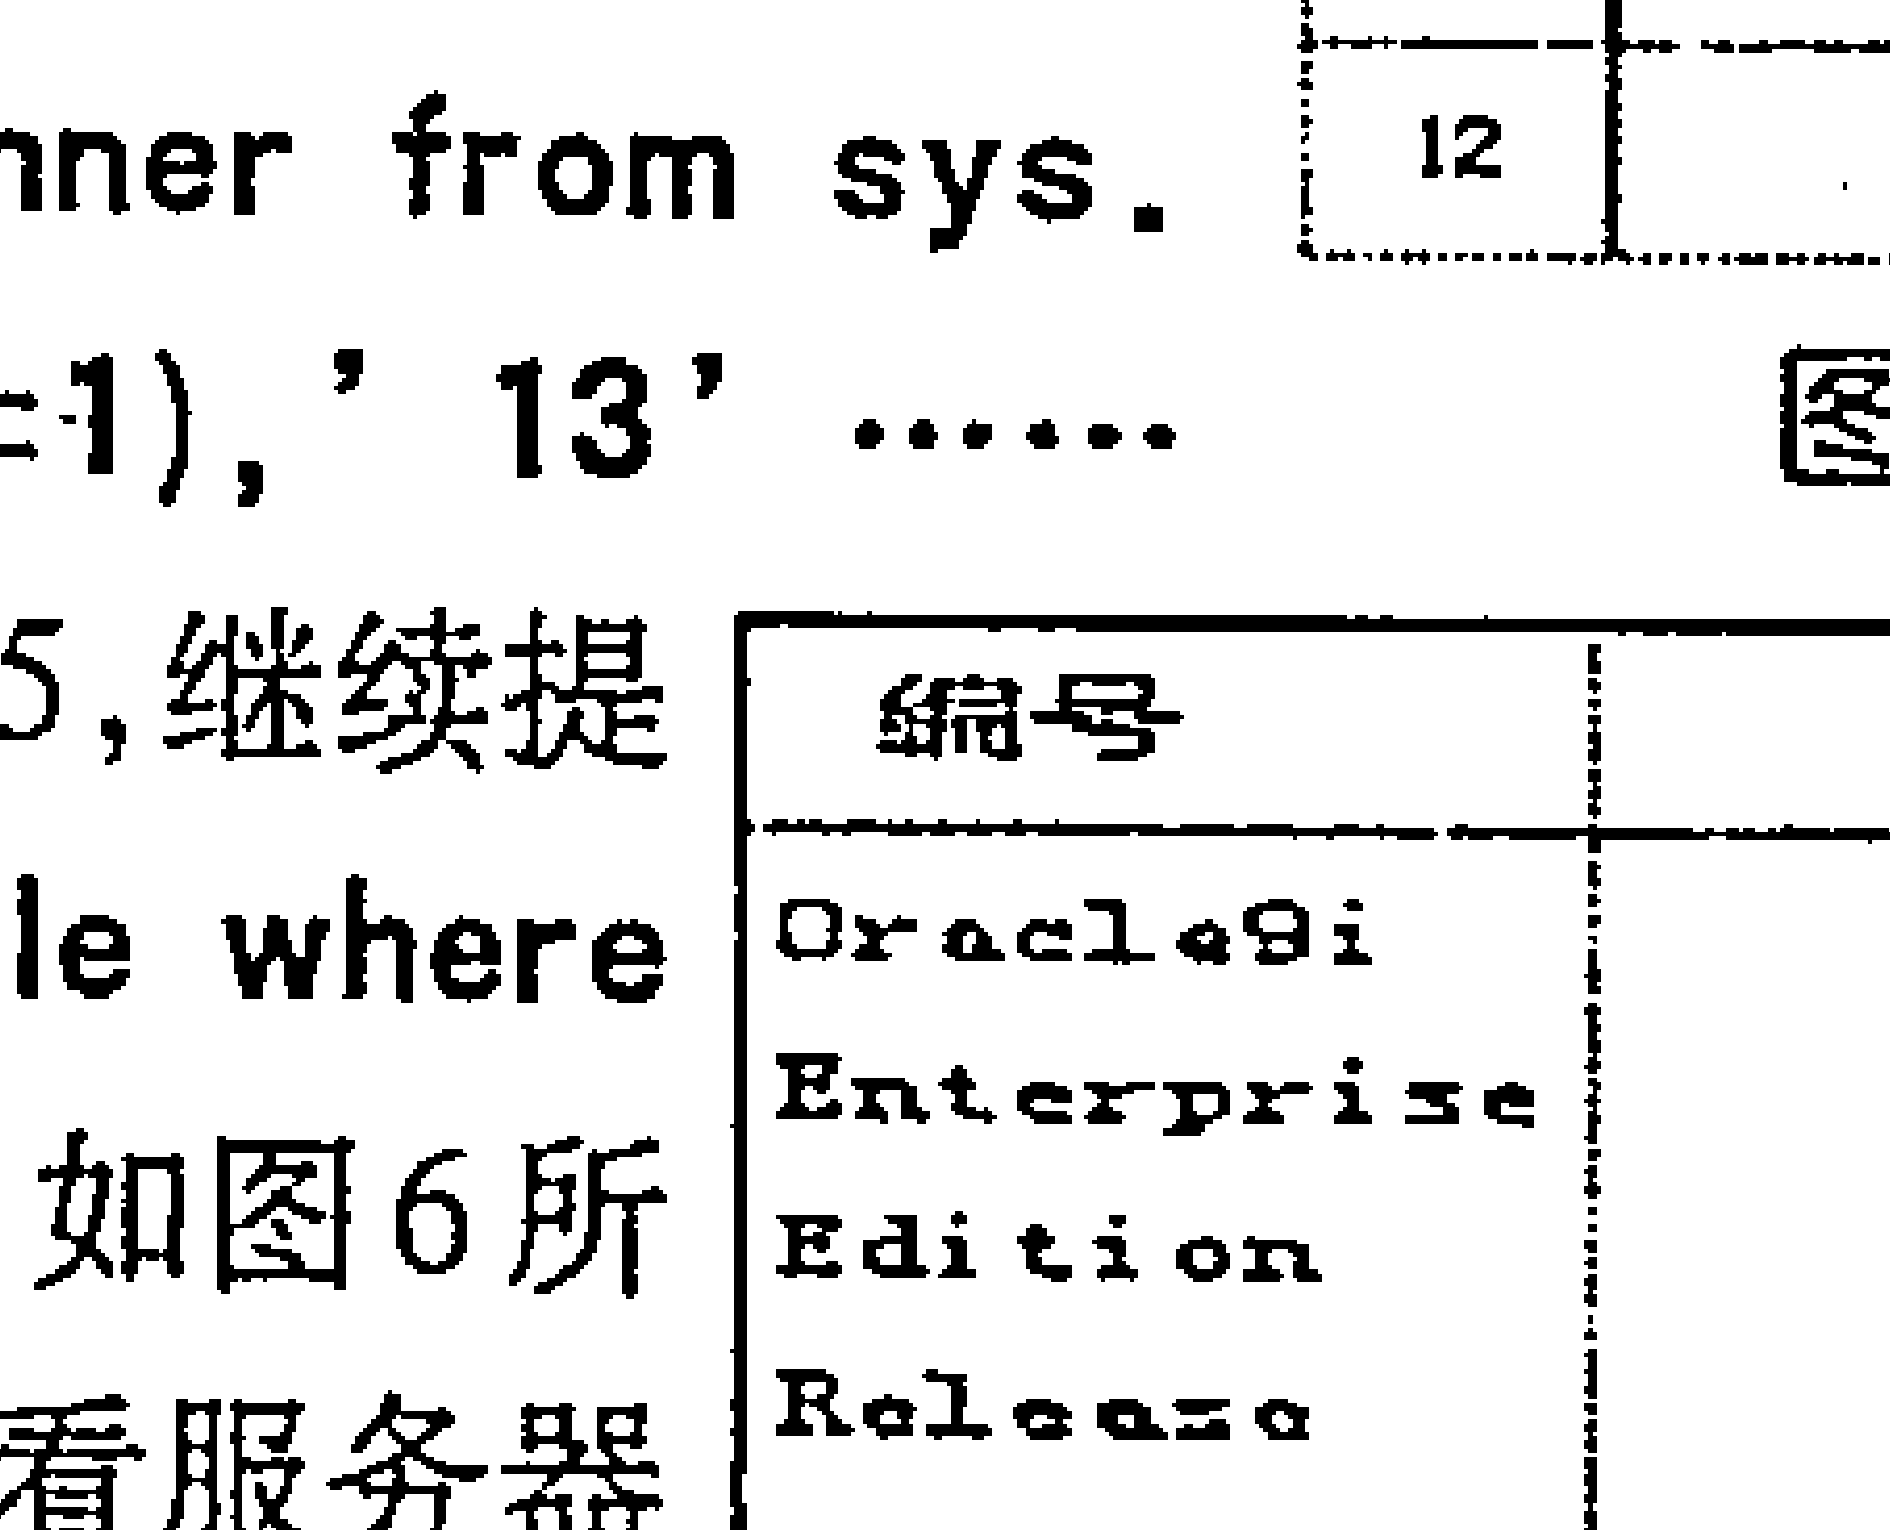 nner from sys.
12
=1),’ 13’ ……
图
5,继续提
le where
如图6所
看服务器
编号
Oracle9i
Enterprise
Edition
Release